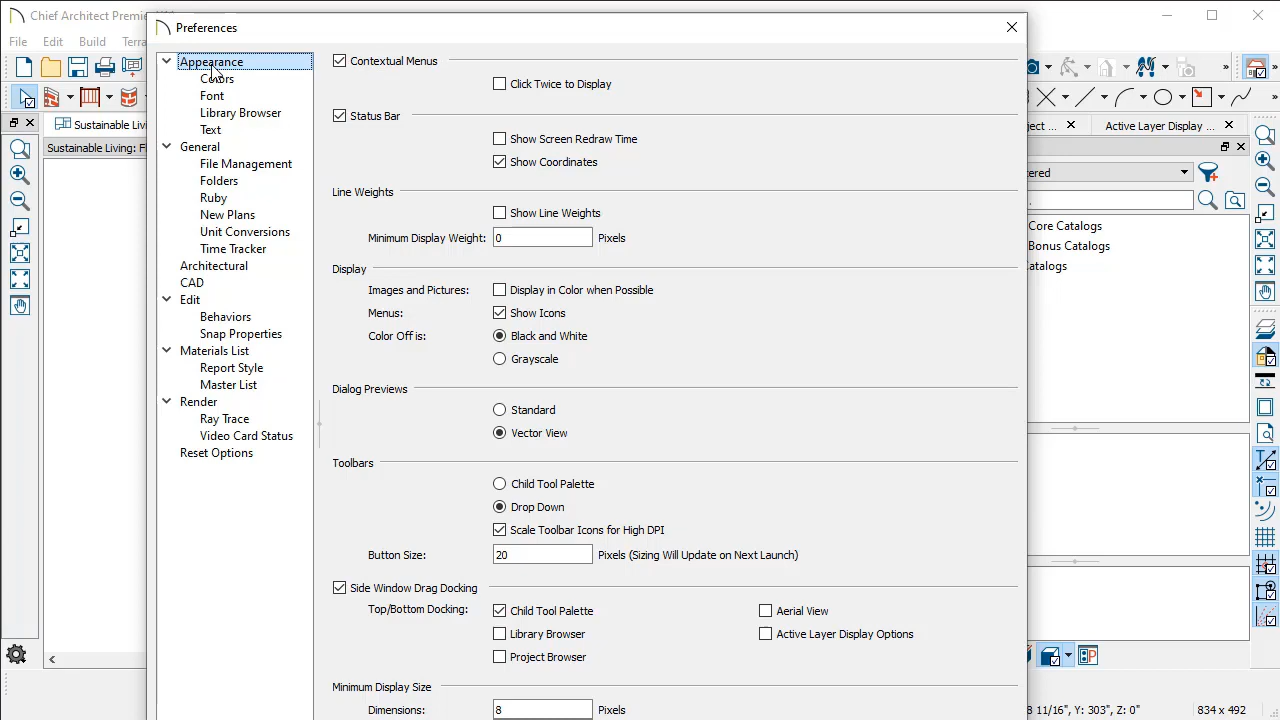 Chief Architect Premier
Preferences
File Edit Build Terra
Sustainable Livi
Sustainable Living: F
Appearance
Colors
Font
Library Browser
Text
General
File Management
Folders
Ruby
New Plans
Unit Conversions
Time Tracker
Architectural
CAD
Edit
Behaviors
Snap Properties
Materials List
Report Style
Master List
Render
Ray Trace
Video Card Status
Reset Options
Contextual Menus
Click Twice to Display
Status Bar
Show Screen Redraw Time
Show Coordinates
Line Weights
Show Line Weights
Minimum Display Weight: 0 Pixels
Display
Images and Pictures: Display in Color when Possible
Menus: Show Icons
Color Off is: Black and White
Grayscale
Dialog Previews
Standard
Vector View
Toolbars
Child Tool Palette
Drop Down
Scale Toolbar Icons for High DPI
Button Size: 20 Pixels (Sizing Will Update on Next Launch)
Side Window Drag Docking
Top/Bottom Docking: Child Tool Palette Aerial View
Library Browser Active Layer Display Options
Project Browser
Minimum Display Size
Dimensions: 8 Pixels
ject ... Active Layer Display ...
ered
Core Catalogs
Bonus Catalogs
atalogs
8 11/16", Y: 303", Z: 0" 834 x 492